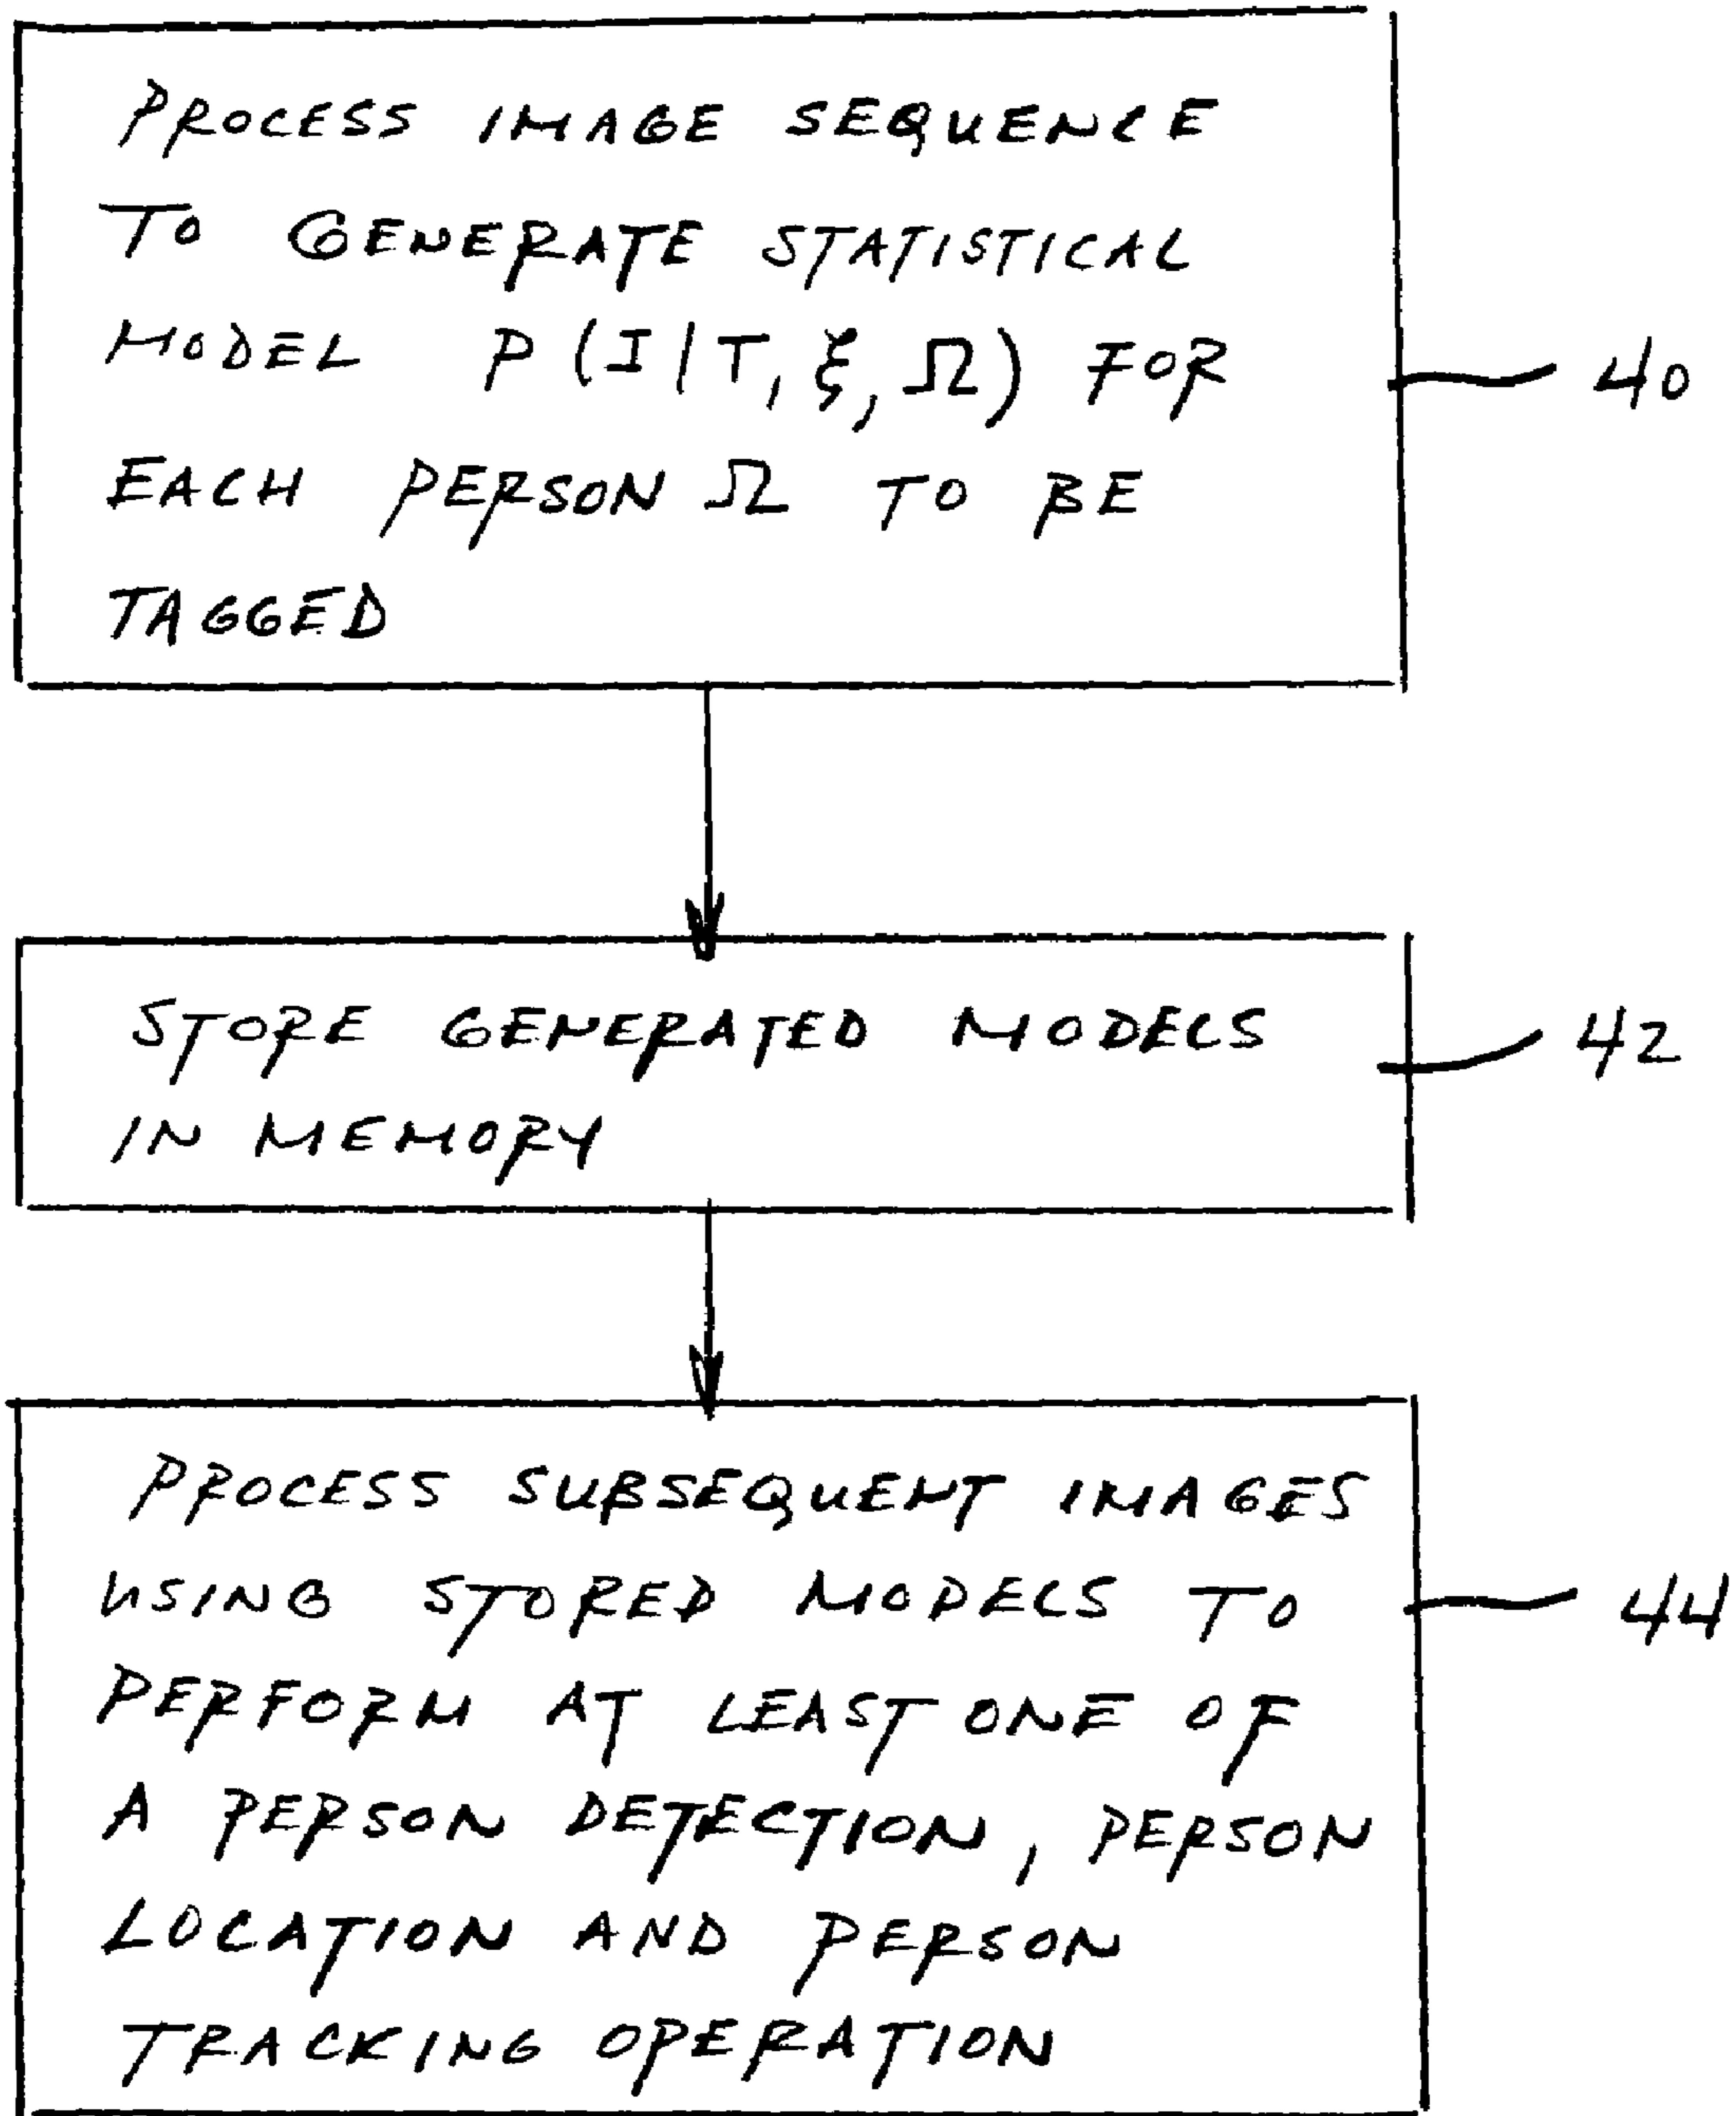 PROCESS IMAGE SEQUENCE
TO GENERATE STATISTICAL
MODEL P (I|T, ξ, Ω) FOR
EACH PERSON Ω TO BE
TAGGED
40
STORE GENERATED MODELS
IN MEMORY
42
PROCESS SUBSEQUENT IMAGES
USING STORED MODELS TO
PERFORM AT LEAST ONE OF
A PERSON DETECTION, PERSON
LOCATION AND PERSON
TRACKING OPERATION
44